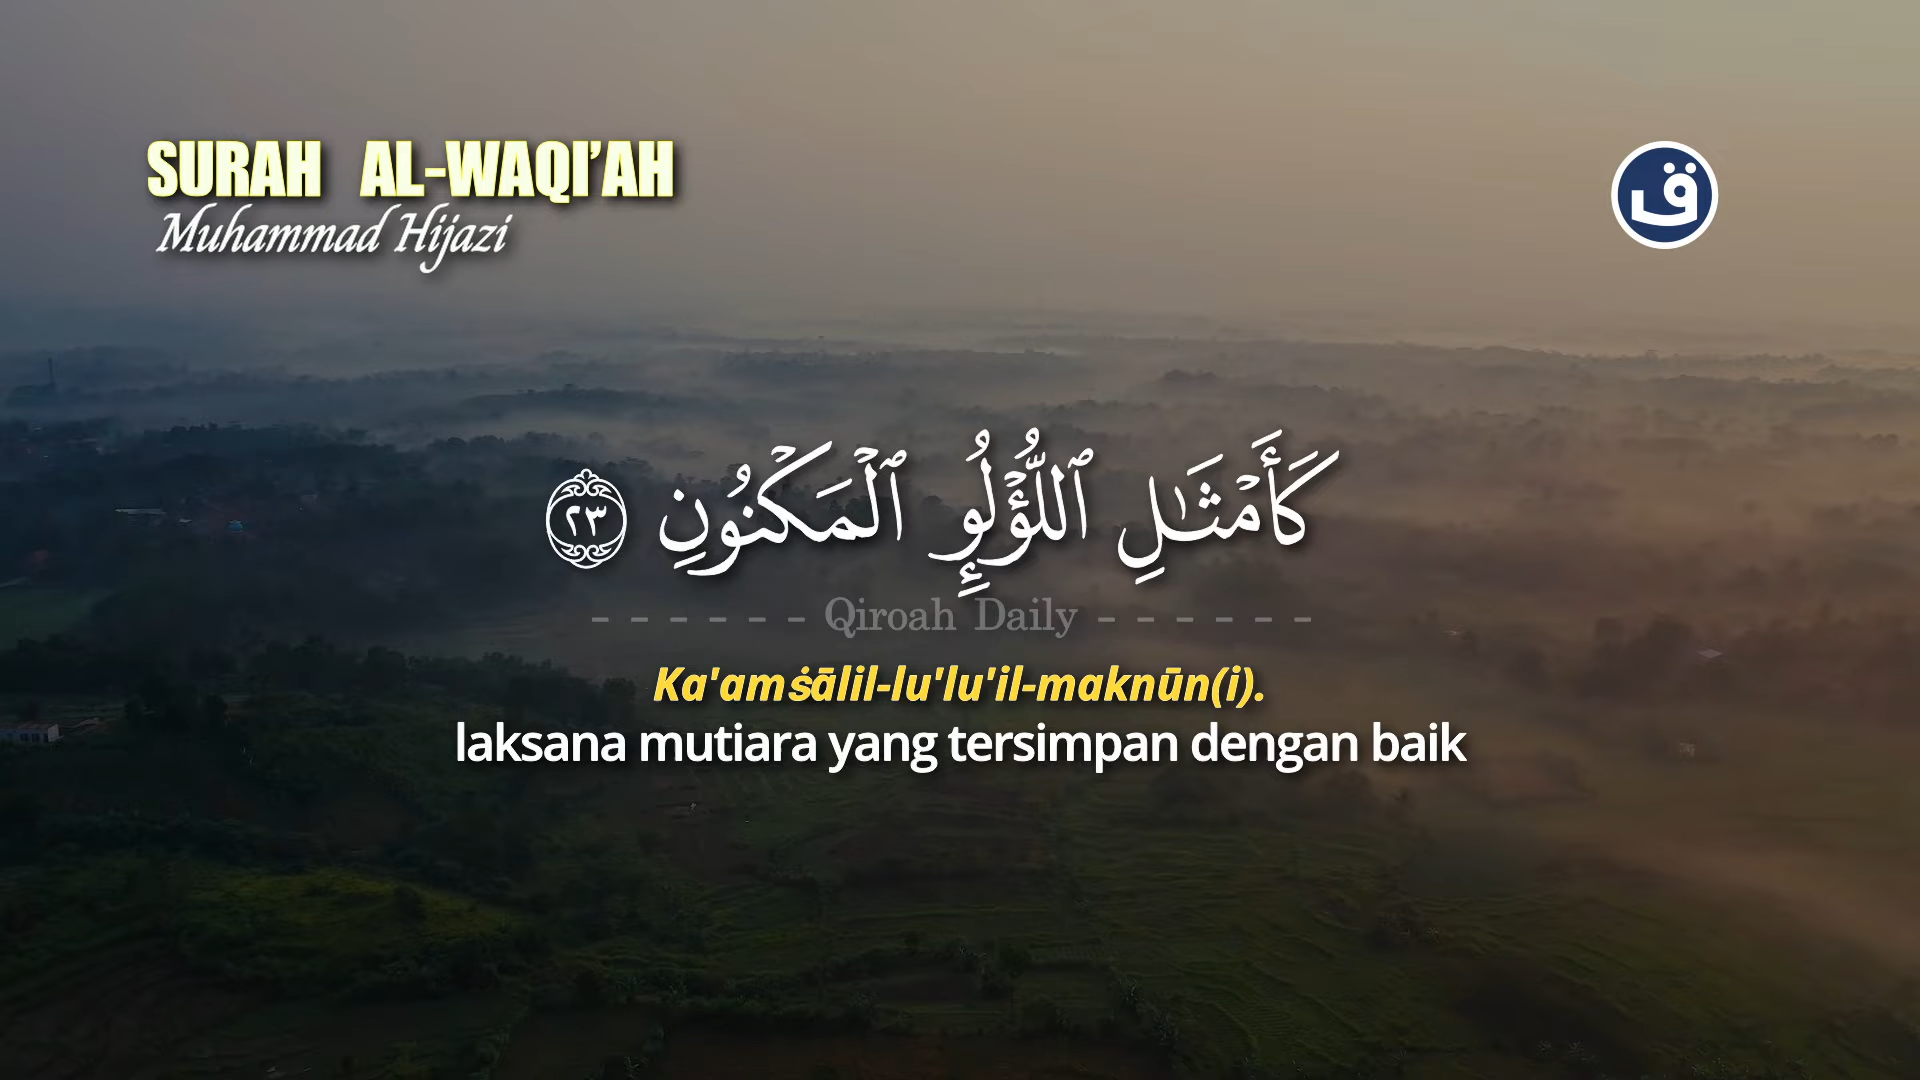 SURAH AL-WAQI’AH
Muhammad Hijazi
ق
كَأَمْثَـٰلِ ٱللُّؤْلُؤِ ٱلْمَكْنُونِ ٢٣
- - - - - - Qiroah Daily - - - - - -
Ka'amṡālil-lu'lu'il-maknūn(i).
laksana mutiara yang tersimpan dengan baik